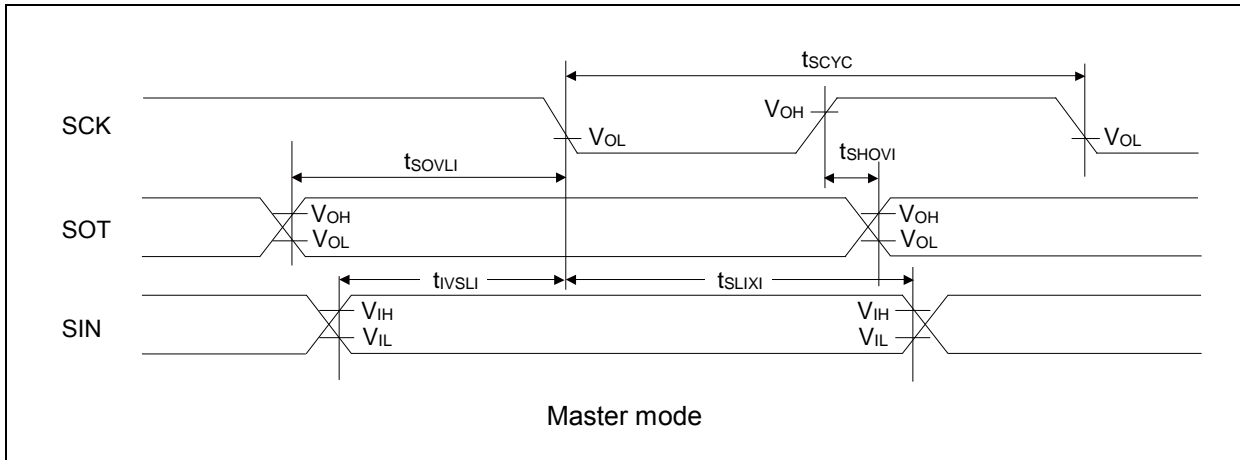 tSCYC
SCK
VOH
VOL
VOL
tSHOVI
tSOVLI
SOT
VOH
VOL
VOH
VOL
tIVSLI
tSLIXI
SIN
VIH
VIL
VIH
VIL
Master mode